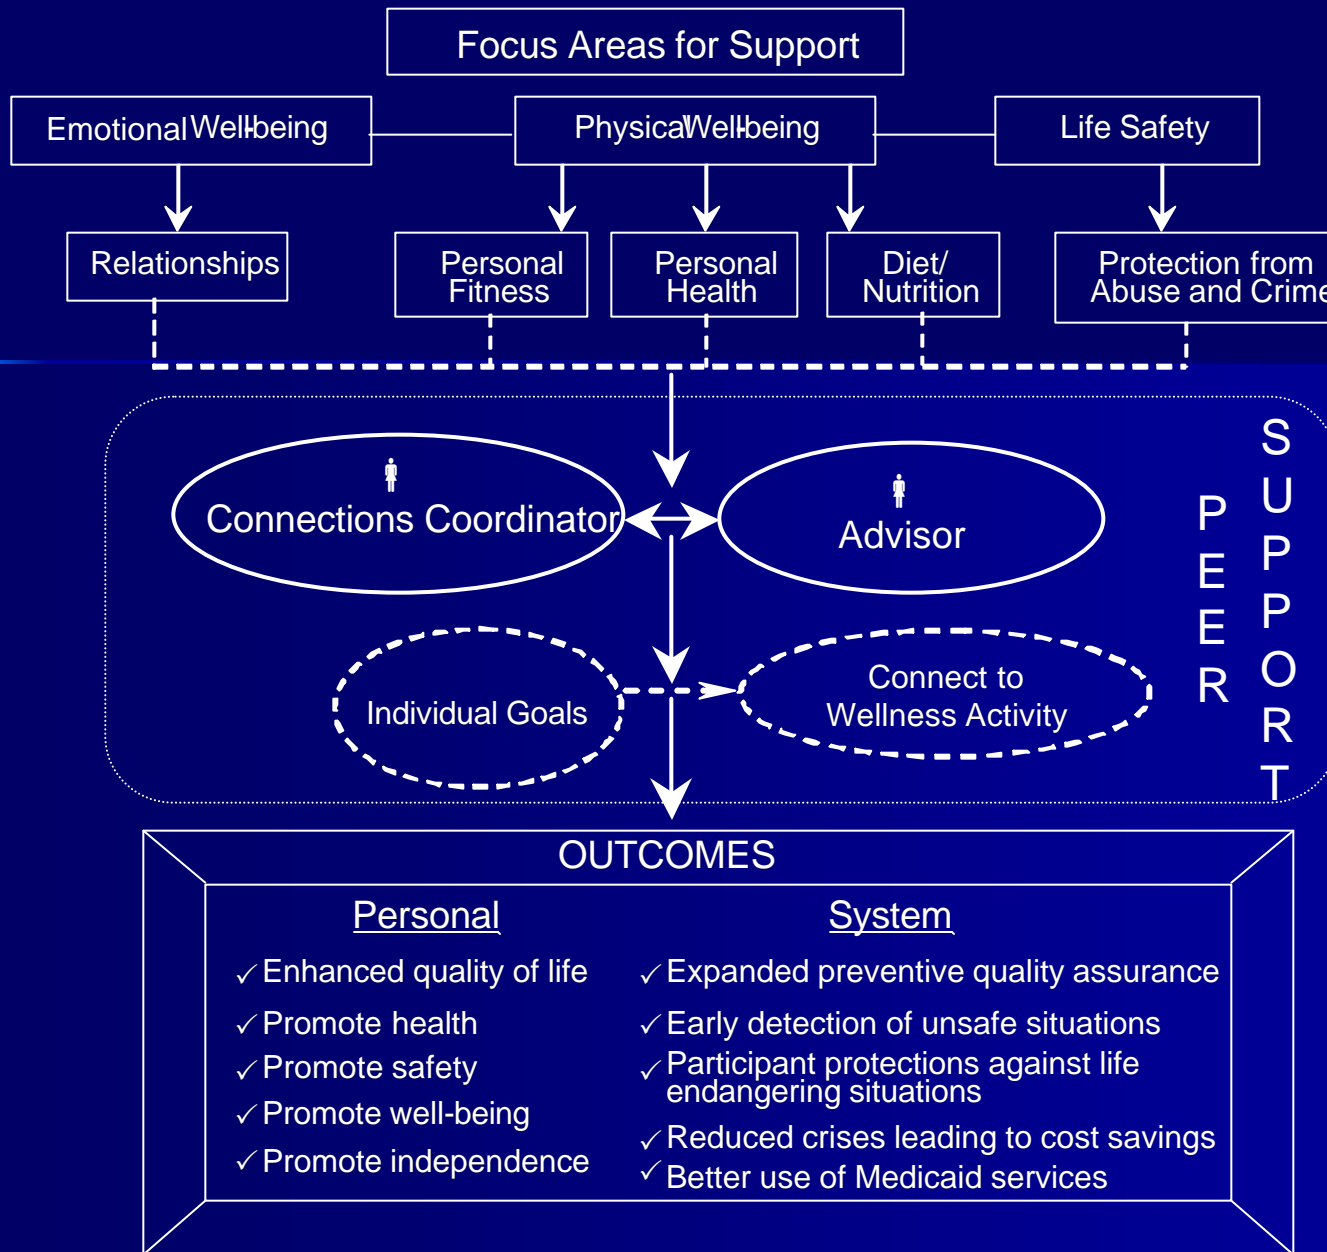 Focus Areas for Support
Emotional Well-being
Physical Well-being
Life Safety
Relationships
Personal
Fitness
Personal
Health
Diet/
Nutrition
Protection from
Abuse and Crime
Connections Coordinator
Advisor
PEER
SUPPORT
Individual Goals
Connect to
Wellness Activity
OUTCOMES
Personal
✓ Enhanced quality of life
✓ Promote health
✓ Promote safety
✓ Promote well-being
✓ Promote independence
System
✓ Expanded preventive quality assurance
✓ Early detection of unsafe situations
✓ Participant protections against life
endangering situations
✓ Reduced crises leading to cost savings
✓ Better use of Medicaid services